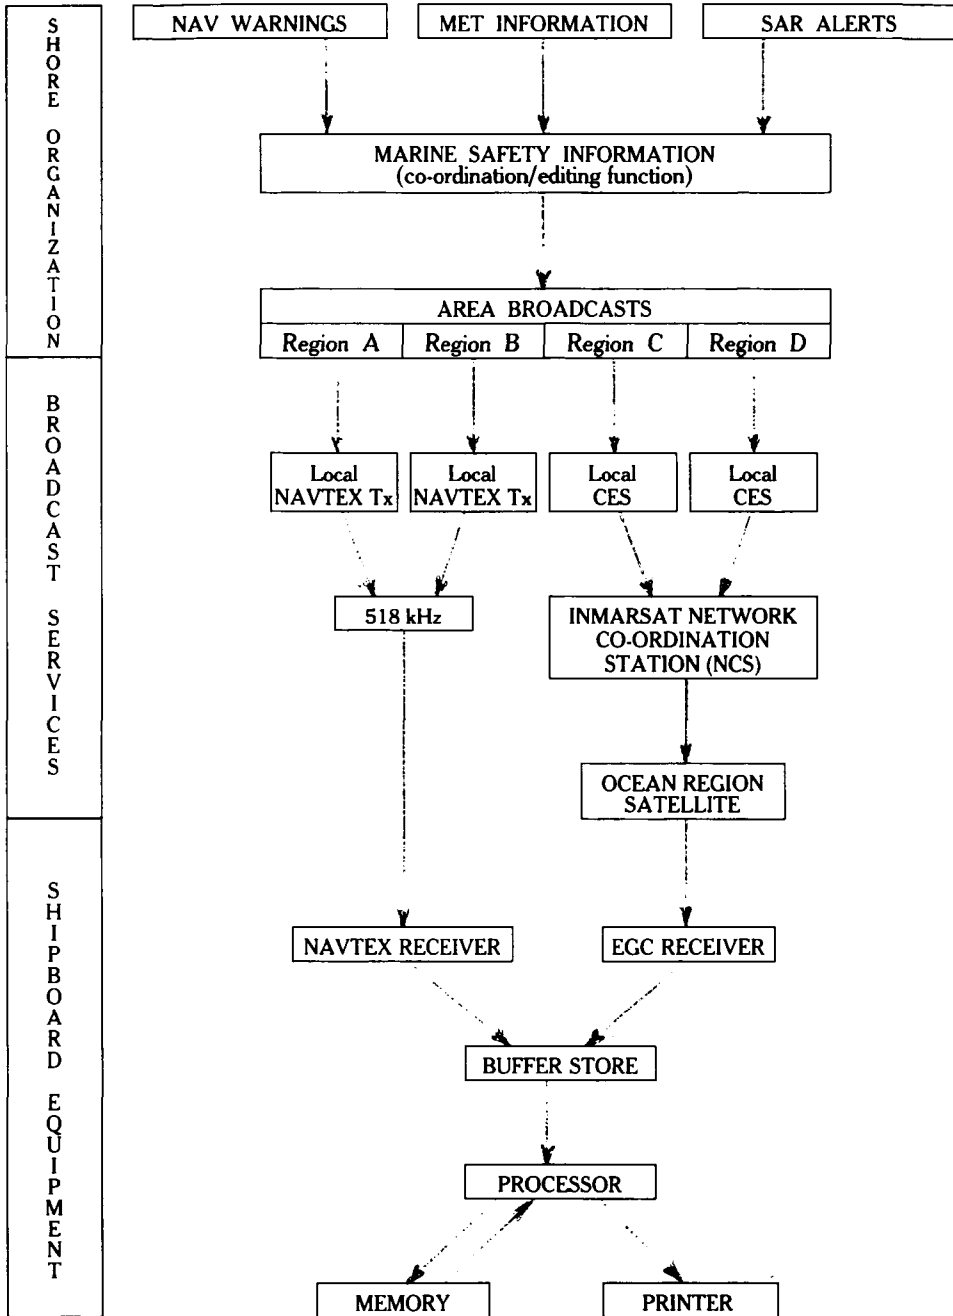 SHORE ORGANIZATION
NAV WARNINGS
MET INFORMATION
SAR ALERTS
MARINE SAFETY INFORMATION
(co-ordination/editing function)
AREA BROADCASTS
Region A
Region B
Region C
Region D
BROADCAST SERVICES
Local
NAVTEX Tx
Local
NAVTEX Tx
Local
CES
Local
CES
518 kHz
INMARSAT NETWORK
CO-ORDINATION
STATION (NCS)
OCEAN REGION
SATELLITE
SHIPBOARD EQUIPMENT
NAVTEX RECEIVER
EGC RECEIVER
BUFFER STORE
PROCESSOR
MEMORY
PRINTER